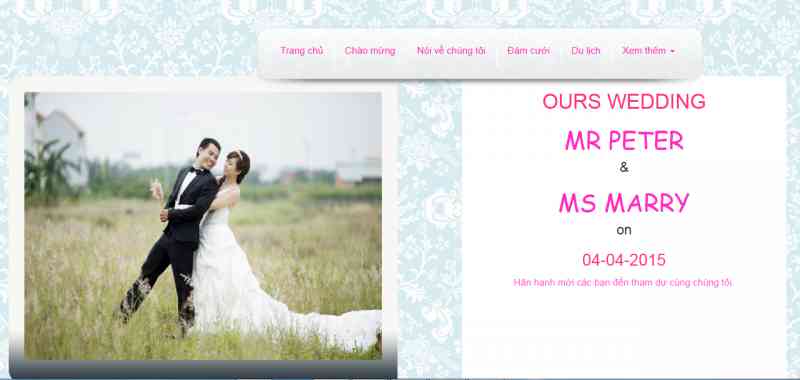 Trang chủ Chào mừng Nói về chúng tôi Đám cưới Du lịch Xem thêm
OURS WEDDING
MR PETER
&
MS MARRY
on
04-04-2015
Hân hạnh mời các bạn đến tham dự cùng chúng tôi